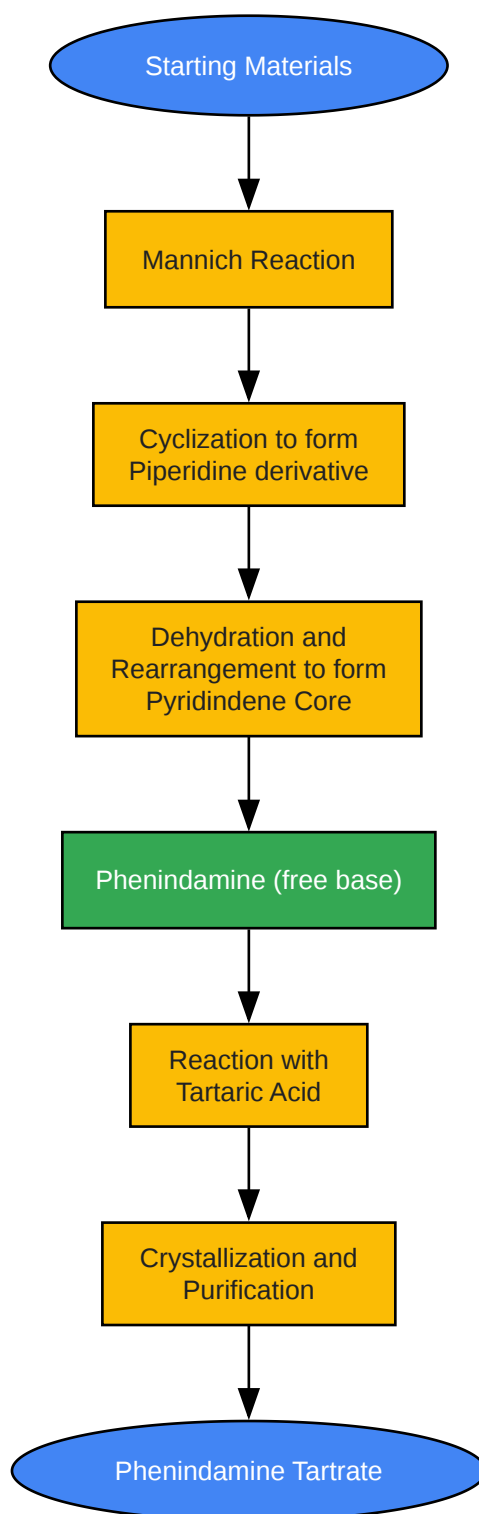 Starting Materials
Mannich Reaction
Cyclization to form
Piperidine derivative
Dehydration and
Rearrangement to form
Pyridindene Core
Phenindamine (free base)
Reaction with
Tartaric Acid
Crystallization and
Purification
Phenindamine Tartrate